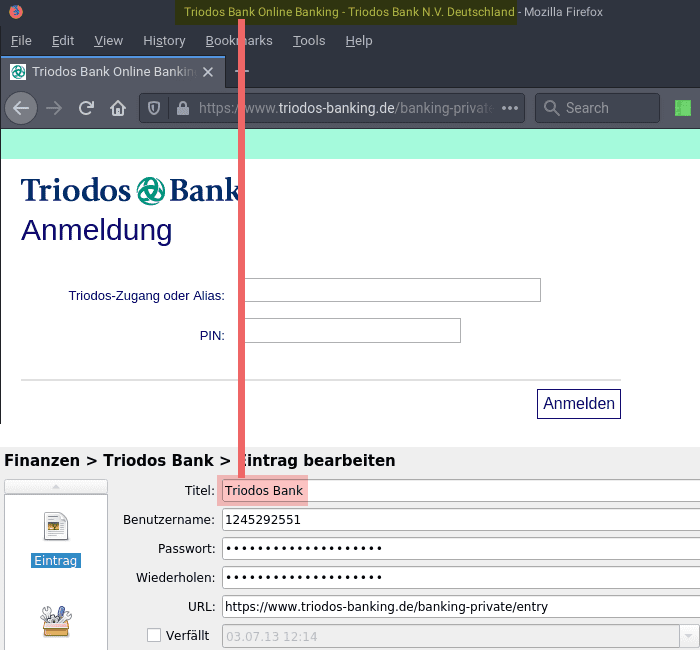 Triodos Bank Online Banking - Triodos Bank N.V. Deutschland - Mozilla Firefox
File Edit View History Bookmarks Tools Help
Triodos Bank Online Banking
https://www.triodos-banking.de/banking-private Search
Triodos Bank
Anmeldung
Triodos-Zugang oder Alias:
PIN:
Anmelden
Finanzen > Triodos Bank > Eintrag bearbeiten
Titel: Triodos Bank
Benutzername: 1245292551
Passwort: ••••••••••••••••••••
Eintrag
Wiederholen: ••••••••••••••••••••
URL: https://www.triodos-banking.de/banking-private/entry
Verfällt 03.07.13 12:14